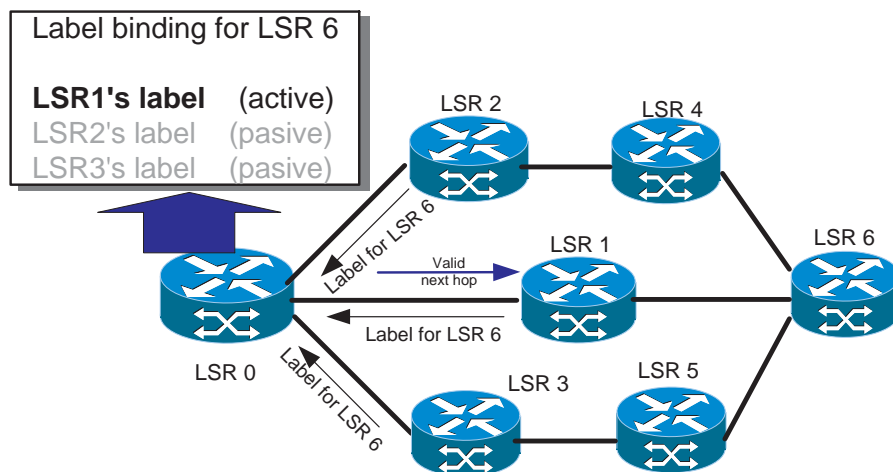 Label binding for LSR 6
LSR1's label (active)
LSR2's label (pasive)
LSR3's label (pasive)
LSR 2
LSR 4
Label for LSR 6
Valid
next hop
LSR 1
LSR 6
Label for LSR 6
LSR 0
Label for LSR 6
LSR 3
LSR 5